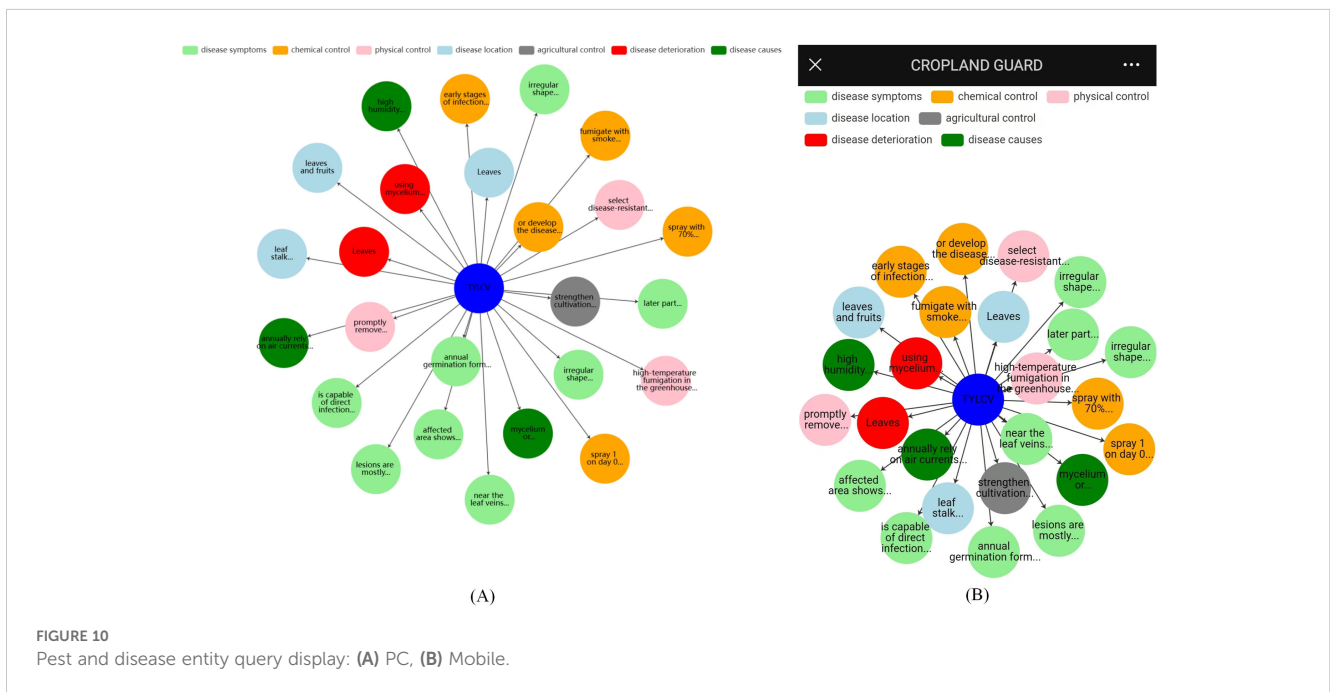 disease symptoms chemical control physical control disease location agricultural control disease deterioration disease causes
irregular
shape...
early stages
of infection...
high
humidity...
fumigate with
smoke...
leaves
and fruits
Leaves
using
mycelium...
select
disease-resistant...
or develop
the disease...
spray with
70%...
leaf
stalk...
Leaves
TYLCV
strengthen
cultivation...
later part...
promptly
remove...
annually rely
on air currents...
annual
germination form...
irregular
shape...
high-temperature
fumigation in
the greenhouse...
is capable
of direct
infection...
affected
area shows...
mycelium
or...
spray 1
on day 0...
lesions are
mostly...
near the
leaf veins...
(A)
× CROPLAND GUARD ...
disease symptoms chemical control physical control
disease location agricultural control
disease deterioration disease causes
or develop
the disease...
select
disease-resistant...
early stages
of infection...
irregular
shape...
leaves
and fruits
fumigate with
smoke...
Leaves
later part...
irregular
shape...
high
humidity...
using
mycelium...
high-temperature
fumigation in
the greenhouse...
TYLCV
spray with
70%...
promptly
remove...
Leaves
near the
leaf veins...
spray 1
on day 0...
annually rely
on air currents...
affected
area shows...
strengthen
cultivation...
mycelium
or...
leaf
stalk...
is capable
of direct
infection...
lesions are
mostly...
annual
germination form...
(B)
FIGURE 10
Pest and disease entity query display: (A) PC, (B) Mobile.